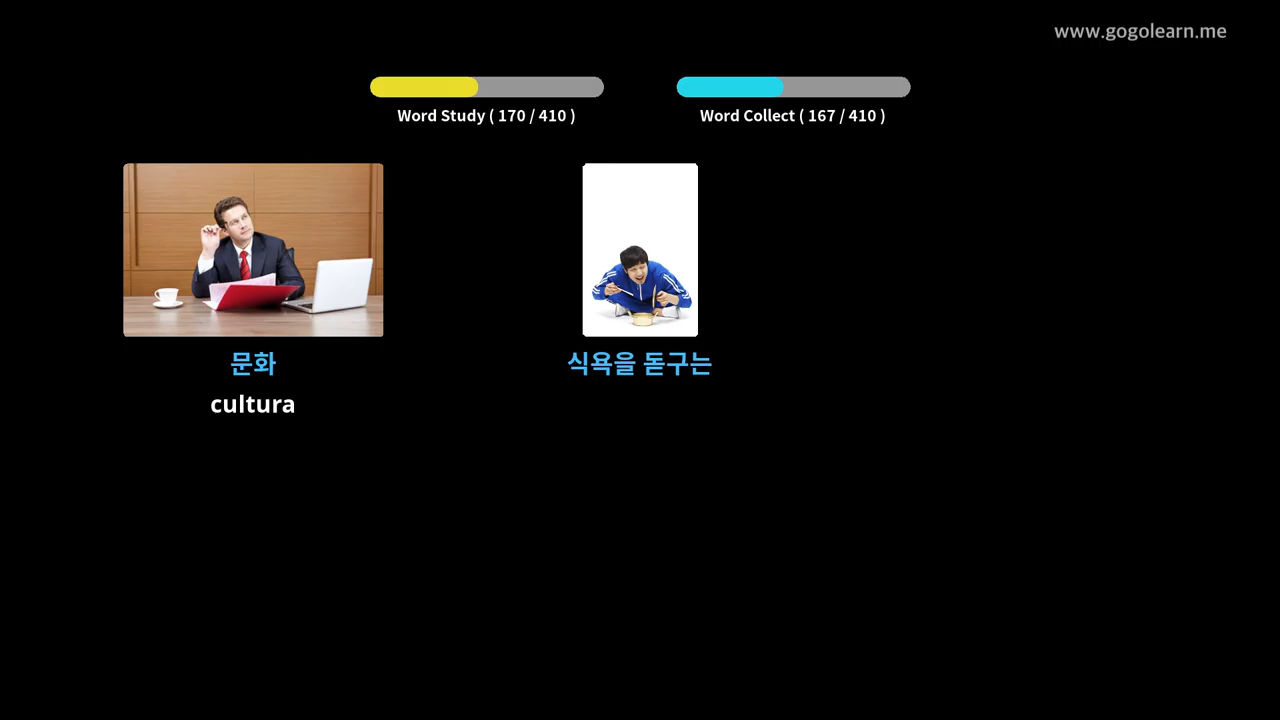 www.gogolearn.me
Word Study ( 170 / 410 )
Word Collect ( 167 / 410 )
문화
cultura
식욕을 돋구는